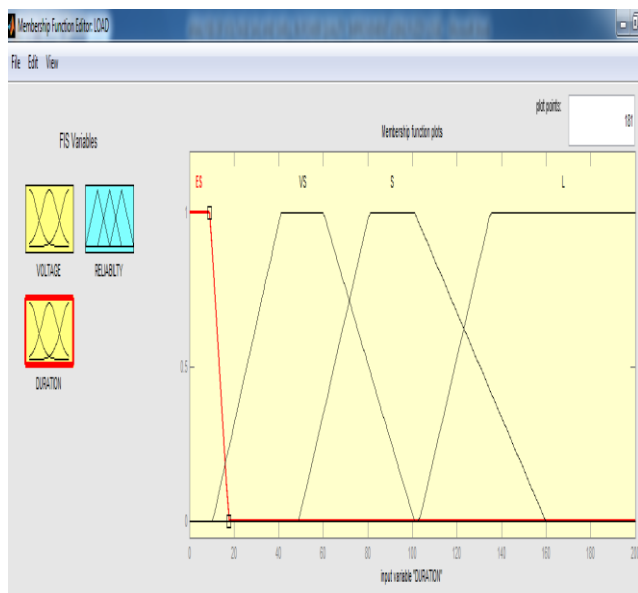 Membership Function Editor: LOAD
File Edit View
FIS Variables
VOLTAGE RELIABILTY
DURATION
plot points:
181
Membership function plots
ES VS S L
1
0.5
0
0 20 40 60 80 100 120 140 160 180 200
input variable "DURATION"